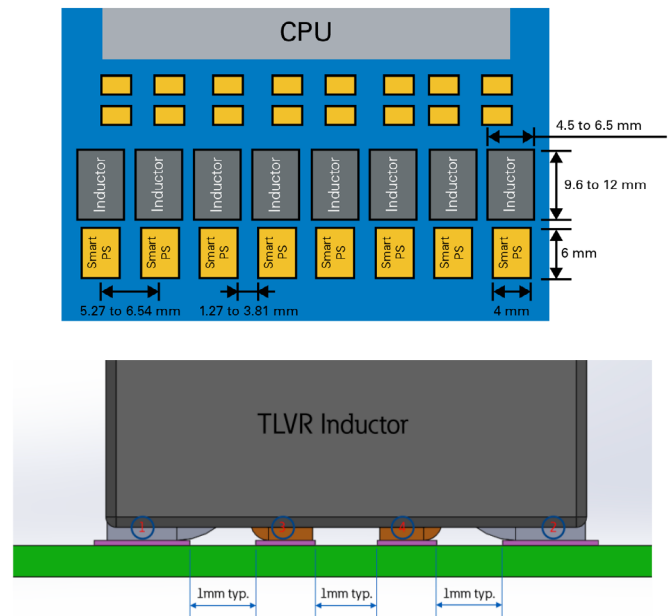 CPU
4.5 to 6.5 mm
Inductor
Inductor
Inductor
Inductor
Inductor
Inductor
Inductor
Inductor
9.6 to 12 mm
Smart
PS
Smart
PS
Smart
PS
Smart
PS
Smart
PS
Smart
PS
Smart
PS
Smart
PS
6 mm
5.27 to 6.54 mm
1.27 to 3.81 mm
4 mm
TLVR Inductor
1
2
1mm typ.
1mm typ.
1mm typ.